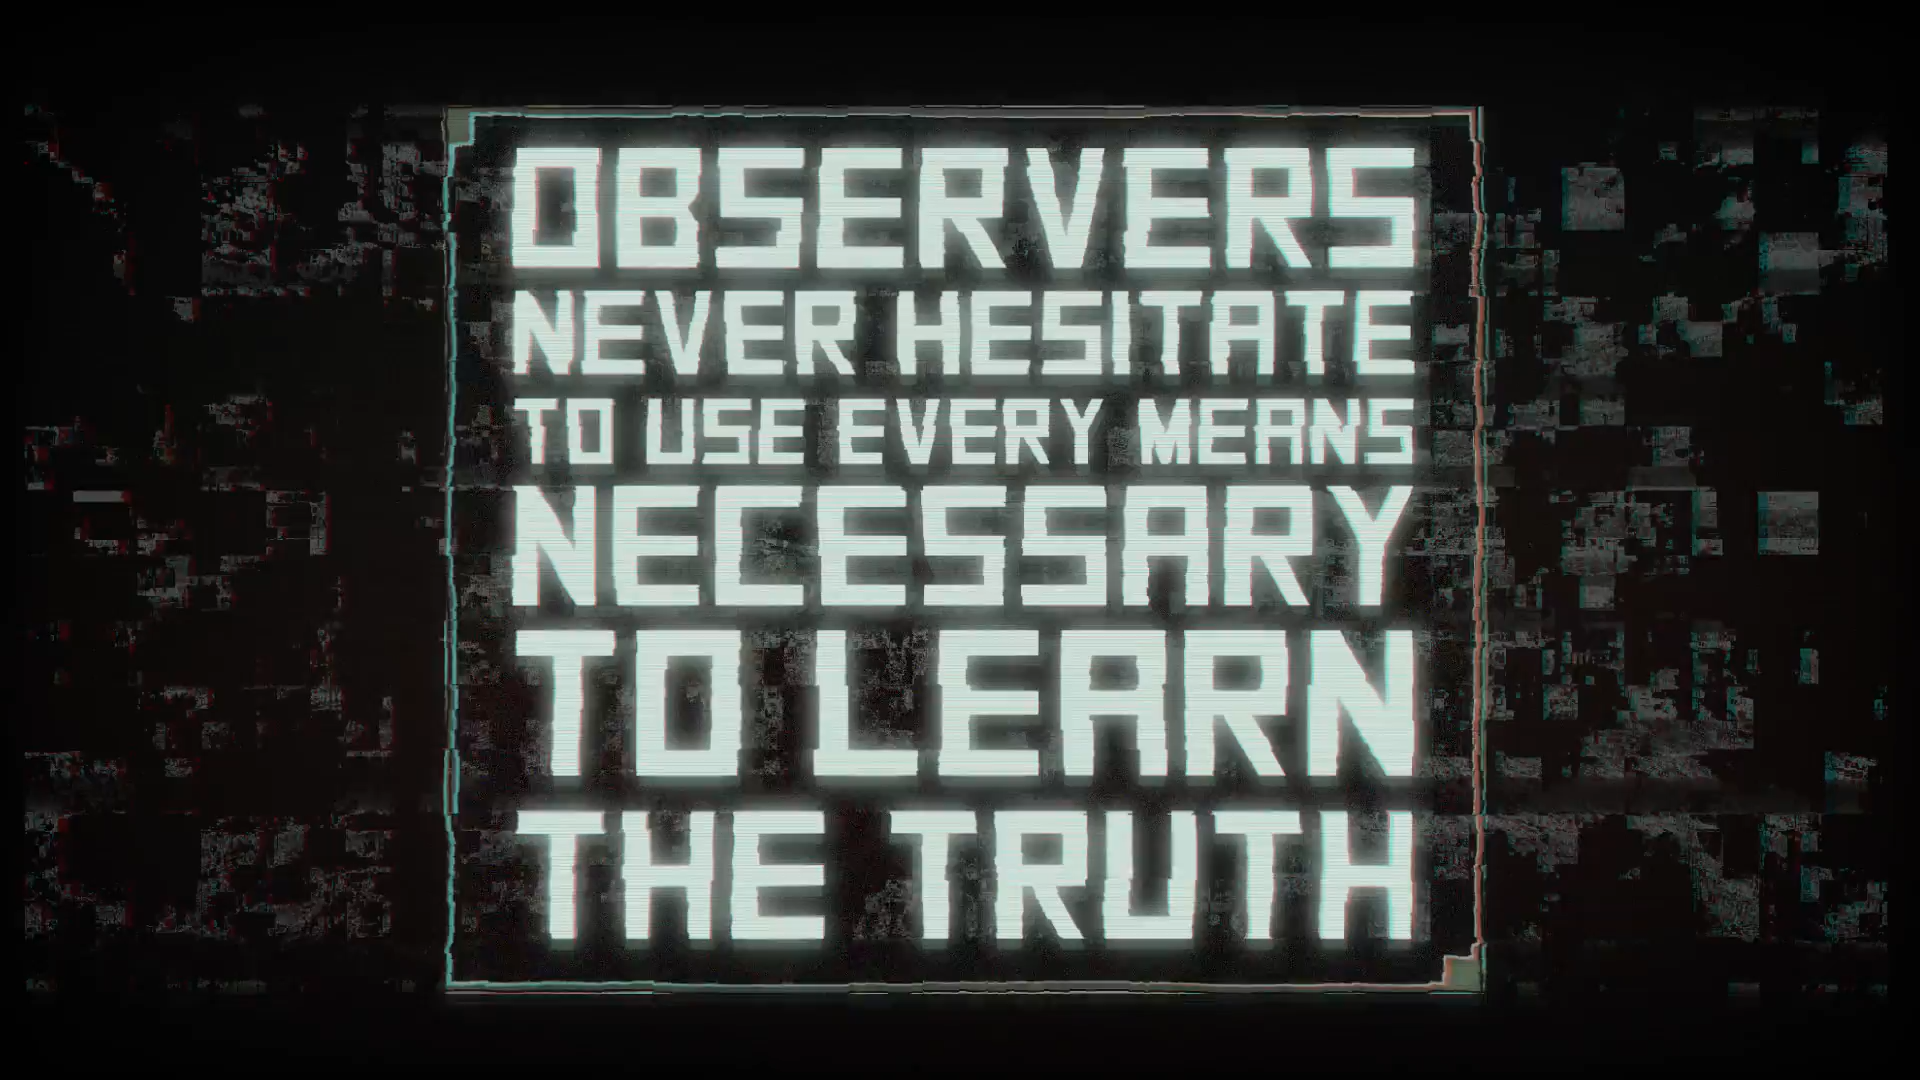 OBSERVERS
NEVER HESITATE
TO USE EVERY MEANS
NECESSARY
TO LEARN
THE TRUTH